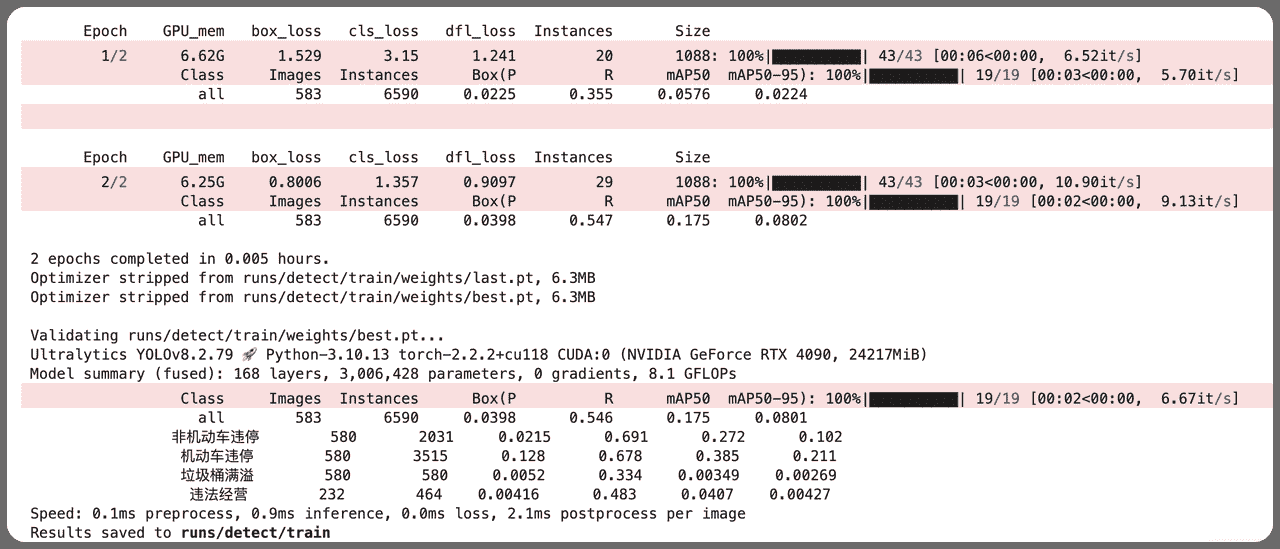 Epoch GPU_mem box_loss cls_loss dfl_loss Instances Size
1/2 6.62G 1.529 3.15 1.241 20 1088: 100%|██████████| 43/43 [00:06<00:00, 6.52it/s]
Class Images Instances Box(P R mAP50 mAP50-95): 100%|██████████| 19/19 [00:03<00:00, 5.70it/s]
all 583 6590 0.0225 0.355 0.0576 0.0224
Epoch GPU_mem box_loss cls_loss dfl_loss Instances Size
2/2 6.25G 0.8006 1.357 0.9097 29 1088: 100%|██████████| 43/43 [00:03<00:00, 10.90it/s]
Class Images Instances Box(P R mAP50 mAP50-95): 100%|██████████| 19/19 [00:02<00:00, 9.13it/s]
all 583 6590 0.0398 0.547 0.175 0.0802
2 epochs completed in 0.005 hours.
Optimizer stripped from runs/detect/train/weights/last.pt, 6.3MB
Optimizer stripped from runs/detect/train/weights/best.pt, 6.3MB
Validating runs/detect/train/weights/best.pt...
Ultralytics YOLOv8.2.79 🚀 Python-3.10.13 torch-2.2.2+cu118 CUDA:0 (NVIDIA GeForce RTX 4090, 24217MiB)
Model summary (fused): 168 layers, 3,006,428 parameters, 0 gradients, 8.1 GFLOPs
Class Images Instances Box(P R mAP50 mAP50-95): 100%|██████████| 19/19 [00:02<00:00, 6.67it/s]
all 583 6590 0.0398 0.546 0.175 0.0801
非机动车违停 580 2031 0.0215 0.691 0.272 0.102
机动车违停 580 3515 0.128 0.678 0.385 0.211
垃圾桶满溢 580 580 0.0052 0.334 0.00349 0.00269
违法经营 232 464 0.00416 0.483 0.0407 0.00427
Speed: 0.1ms preprocess, 0.9ms inference, 0.0ms loss, 2.1ms postprocess per image
Results saved to runs/detect/train